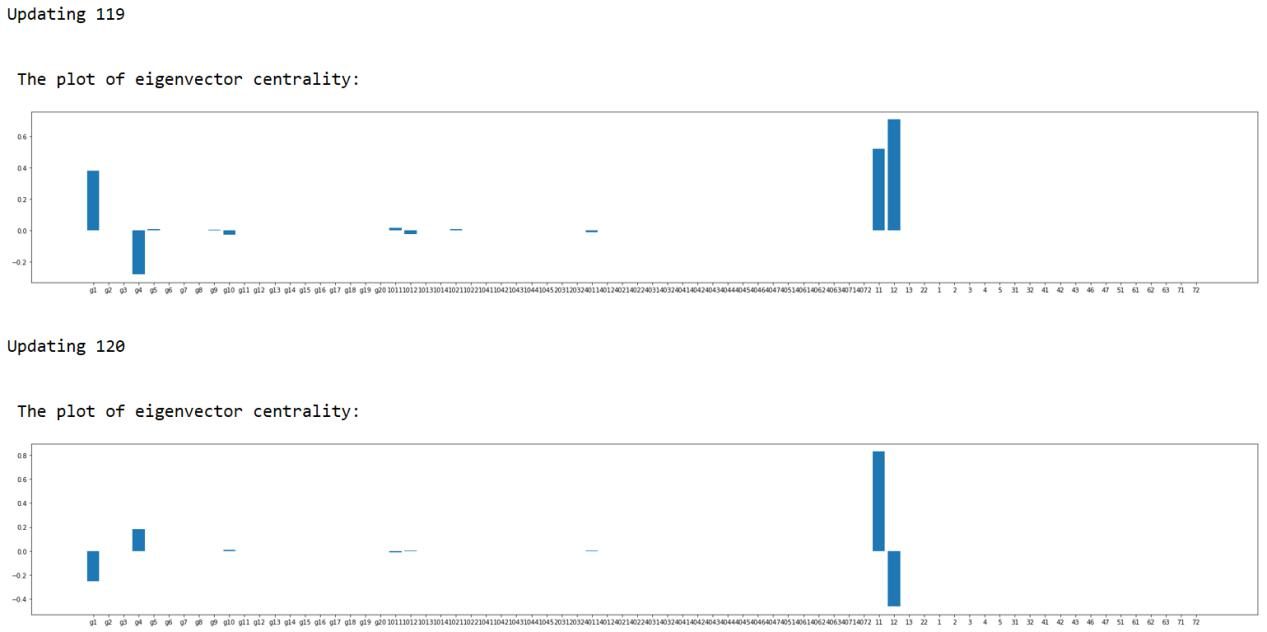 Updating 119
The plot of eigenvector centrality:
0.6
0.4
0.2
0.0
−0.2
g1 g2 g3 g4 g5 g6 g7 g8 g9 g10 g11 g12 g13 g14 g15 g16 g17 g18 g19 g20 1011 1012 1013 1014 1021 1022 1041 1042 1043 1044 1045 2031 2032 4011 4012 4021 4022 4031 4032 4041 4042 4043 4044 4045 4046 4047 4051 4061 4062 4063 4071 4072 11 12 13 22 1 2 3 4 5 31 32 41 42 43 46 47 51 61 62 63 71 72
Updating 120
The plot of eigenvector centrality:
0.8
0.6
0.4
0.2
0.0
−0.2
−0.4
g1 g2 g3 g4 g5 g6 g7 g8 g9 g10 g11 g12 g13 g14 g15 g16 g17 g18 g19 g20 1011 1012 1013 1014 1021 1022 1041 1042 1043 1044 1045 2031 2032 4011 4012 4021 4022 4031 4032 4041 4042 4043 4044 4045 4046 4047 4051 4061 4062 4063 4071 4072 11 12 13 22 1 2 3 4 5 31 32 41 42 43 46 47 51 61 62 63 71 72